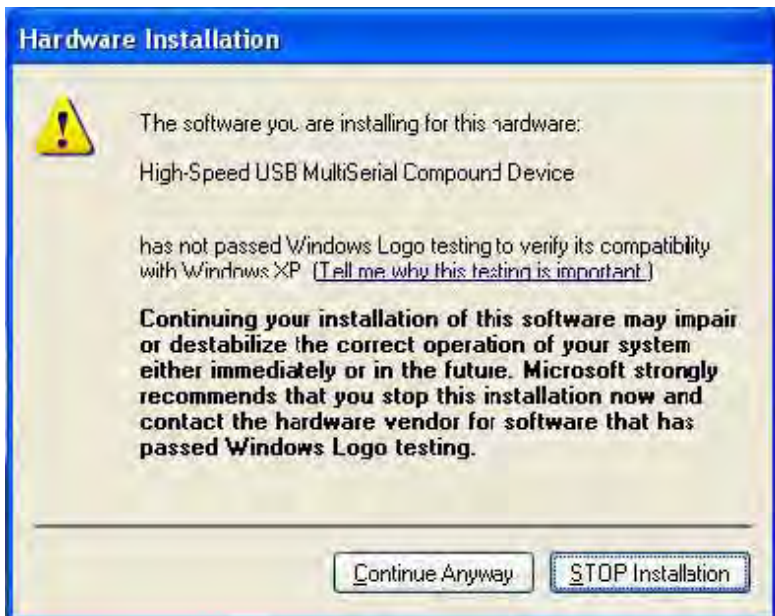 Hardware Installation
The software you are installing for this hardware:
High-Speed USB MultiSerial Compound Device
has not passed Windows Logo testing to verify its compatibility
with Windows XP. (Tell me why this testing is important.)
Continuing your installation of this software may impair
or destabilize the correct operation of your system
either immediately or in the future. Microsoft strongly
recommends that you stop this installation now and
contact the hardware vendor for software that has
passed Windows Logo testing.
Continue Anyway
STOP Installation